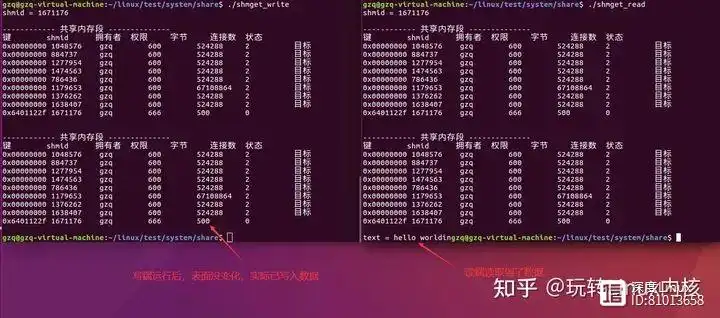 gzq@gzq-virtual-machine:~/linux/test/system/share$ ./shmget_write
shmid = 1671176
------------ 共享内存段 --------------
键 shmid 拥有者 权限 字节 连接数 状态
0x00000000 1048576 gzq 600 524288 2 目标
0x00000000 884737 gzq 600 524288 2 目标
0x00000000 1277954 gzq 600 524288 2 目标
0x00000000 1474563 gzq 600 524288 2 目标
0x00000000 786436 gzq 600 524288 2 目标
0x00000000 1179653 gzq 600 67108864 2 目标
0x00000000 1376262 gzq 600 524288 2 目标
0x00000000 1638407 gzq 600 524288 2 目标
0x6401122f 1671176 gzq 666 500 0
------------ 共享内存段 --------------
键 shmid 拥有者 权限 字节 连接数 状态
0x00000000 1048576 gzq 600 524288 2 目标
0x00000000 884737 gzq 600 524288 2 目标
0x00000000 1277954 gzq 600 524288 2 目标
0x00000000 1474563 gzq 600 524288 2 目标
0x00000000 786436 gzq 600 524288 2 目标
0x00000000 1179653 gzq 600 67108864 2 目标
0x00000000 1376262 gzq 600 524288 2 目标
0x00000000 1638407 gzq 600 524288 2 目标
0x6401122f 1671176 gzq 666 500 0
gzq@gzq-virtual-machine:~/linux/test/system/share$
写端运行后，表面没变化，实际已写入数据
gzq@gzq-virtual-machine:~/linux/test/system/share$ ./shmget_read
shmid = 1671176
------------ 共享内存段 --------------
键 shmid 拥有者 权限 字节 连接数 状态
0x00000000 1048576 gzq 600 524288 2 目标
0x00000000 884737 gzq 600 524288 2 目标
0x00000000 1277954 gzq 600 524288 2 目标
0x00000000 1474563 gzq 600 524288 2 目标
0x00000000 786436 gzq 600 524288 2 目标
0x00000000 1179653 gzq 600 67108864 2 目标
0x00000000 1376262 gzq 600 524288 2 目标
0x00000000 1638407 gzq 600 524288 2 目标
0x6401122f 1671176 gzq 666 500 0
------------ 共享内存段 --------------
键 shmid 拥有者 权限 字节 连接数 状态
0x00000000 1048576 gzq 600 524288 2 目标
0x00000000 884737 gzq 600 524288 2 目标
0x00000000 1277954 gzq 600 524288 2 目标
0x00000000 1474563 gzq 600 524288 2 目标
0x00000000 786436 gzq 600 524288 2 目标
0x00000000 1179653 gzq 600 67108864 2 目标
0x00000000 1376262 gzq 600 524288 2 目标
0x00000000 1638407 gzq 600 524288 2 目标
0x6401122f 1671176 gzq 666 500 0
text = hello worldingzq@gzq-virtual-machine:~/linux/test/system/share$
读端读取到了数据
知乎 @玩转 内核
深度
ID:81013658